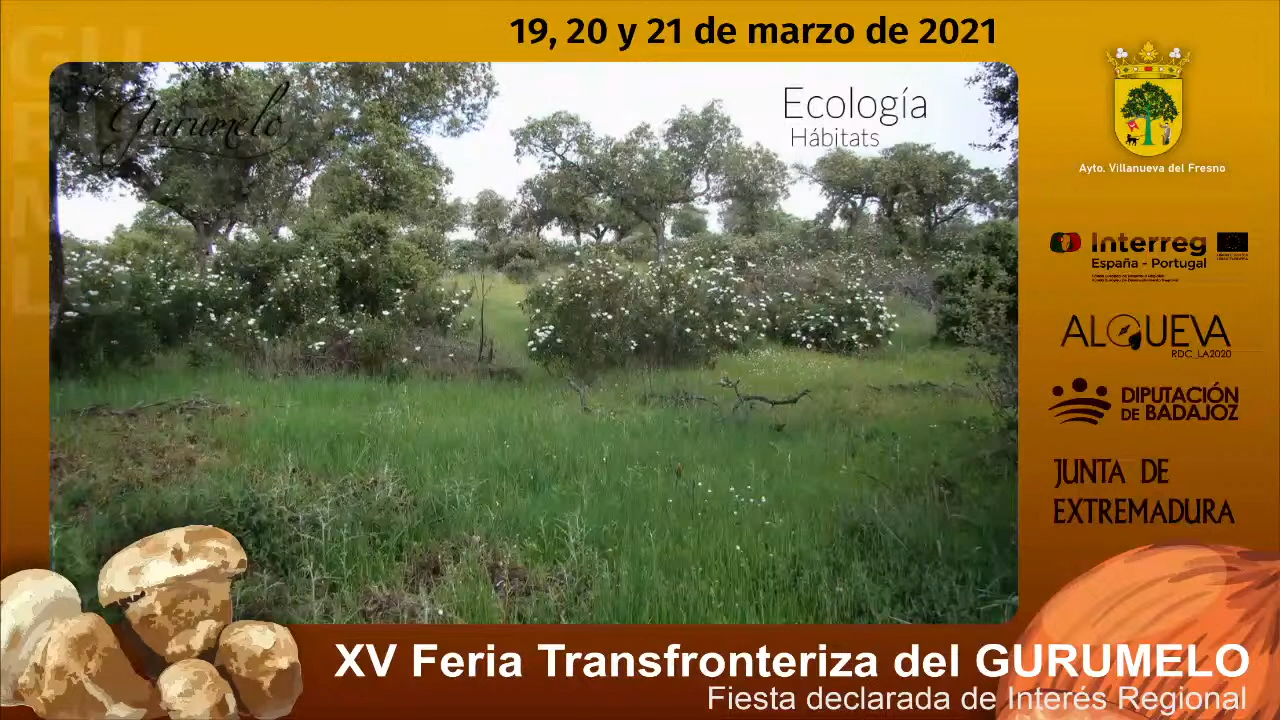 19, 20 y 21 de marzo de 2021
Gurumelo
Ecología
Hábitats
Ayto. Villanueva del Fresno
Interreg
España - Portugal
ALQUEVA
RDC_LA2020
DIPUTACIÓN
DE BADAJOZ
JUNTA DE
EXTREMADURA
XV Feria Transfronteriza del GURUMELO
Fiesta declarada de Interés Regional